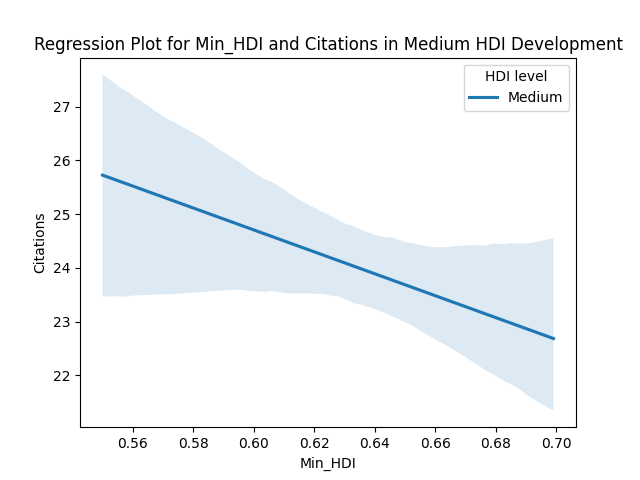 Regression Plot for Min_HDI and Citations in Medium HDI Development
HDI level
Medium
Citations
27
26
25
24
23
22
0.56 0.58 0.60 0.62 0.64 0.66 0.68 0.70
Min_HDI